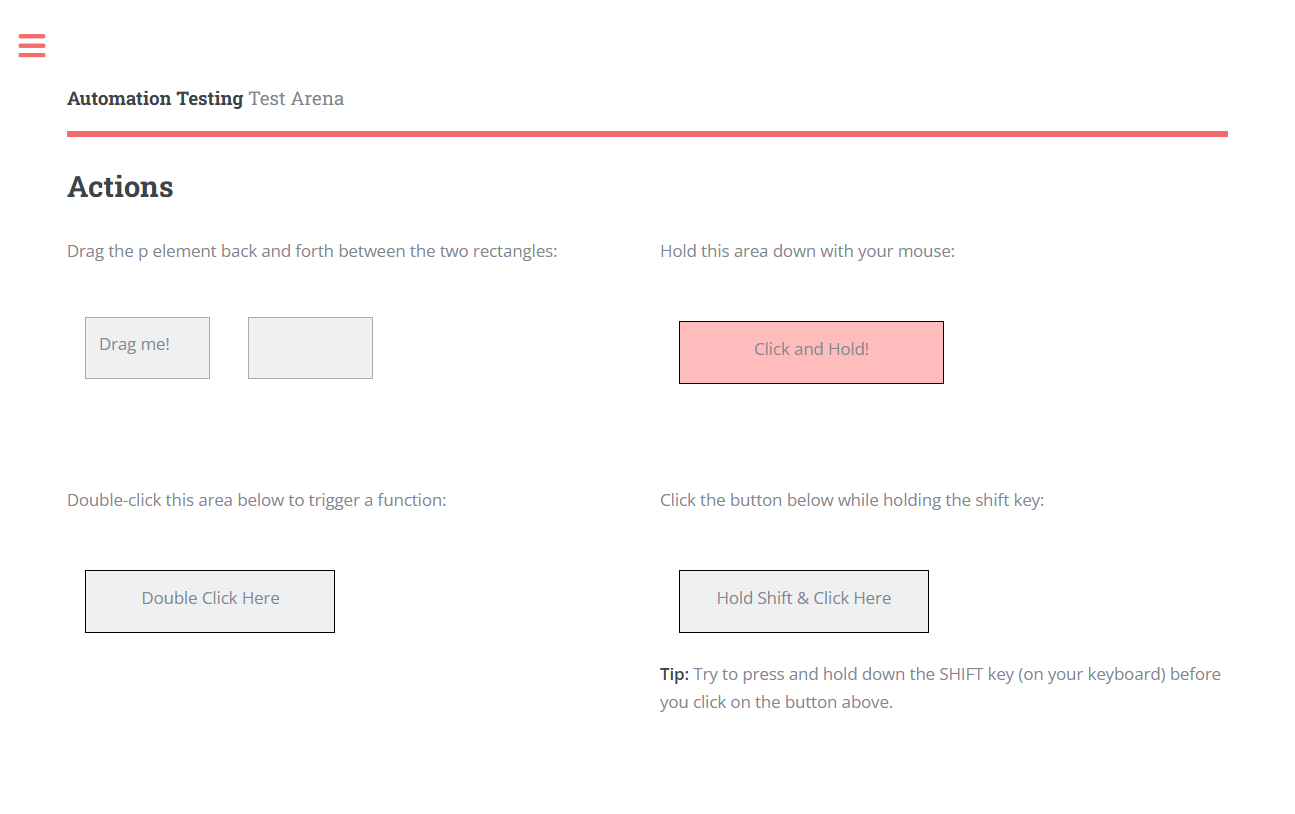 Automation Testing Test Arena
Actions
Drag the p element back and forth between the two rectangles:
Drag me!
Hold this area down with your mouse:
Click and Hold!
Double-click this area below to trigger a function:
Double Click Here
Click the button below while holding the shift key:
Hold Shift & Click Here
Tip: Try to press and hold down the SHIFT key (on your keyboard) before
you click on the button above.